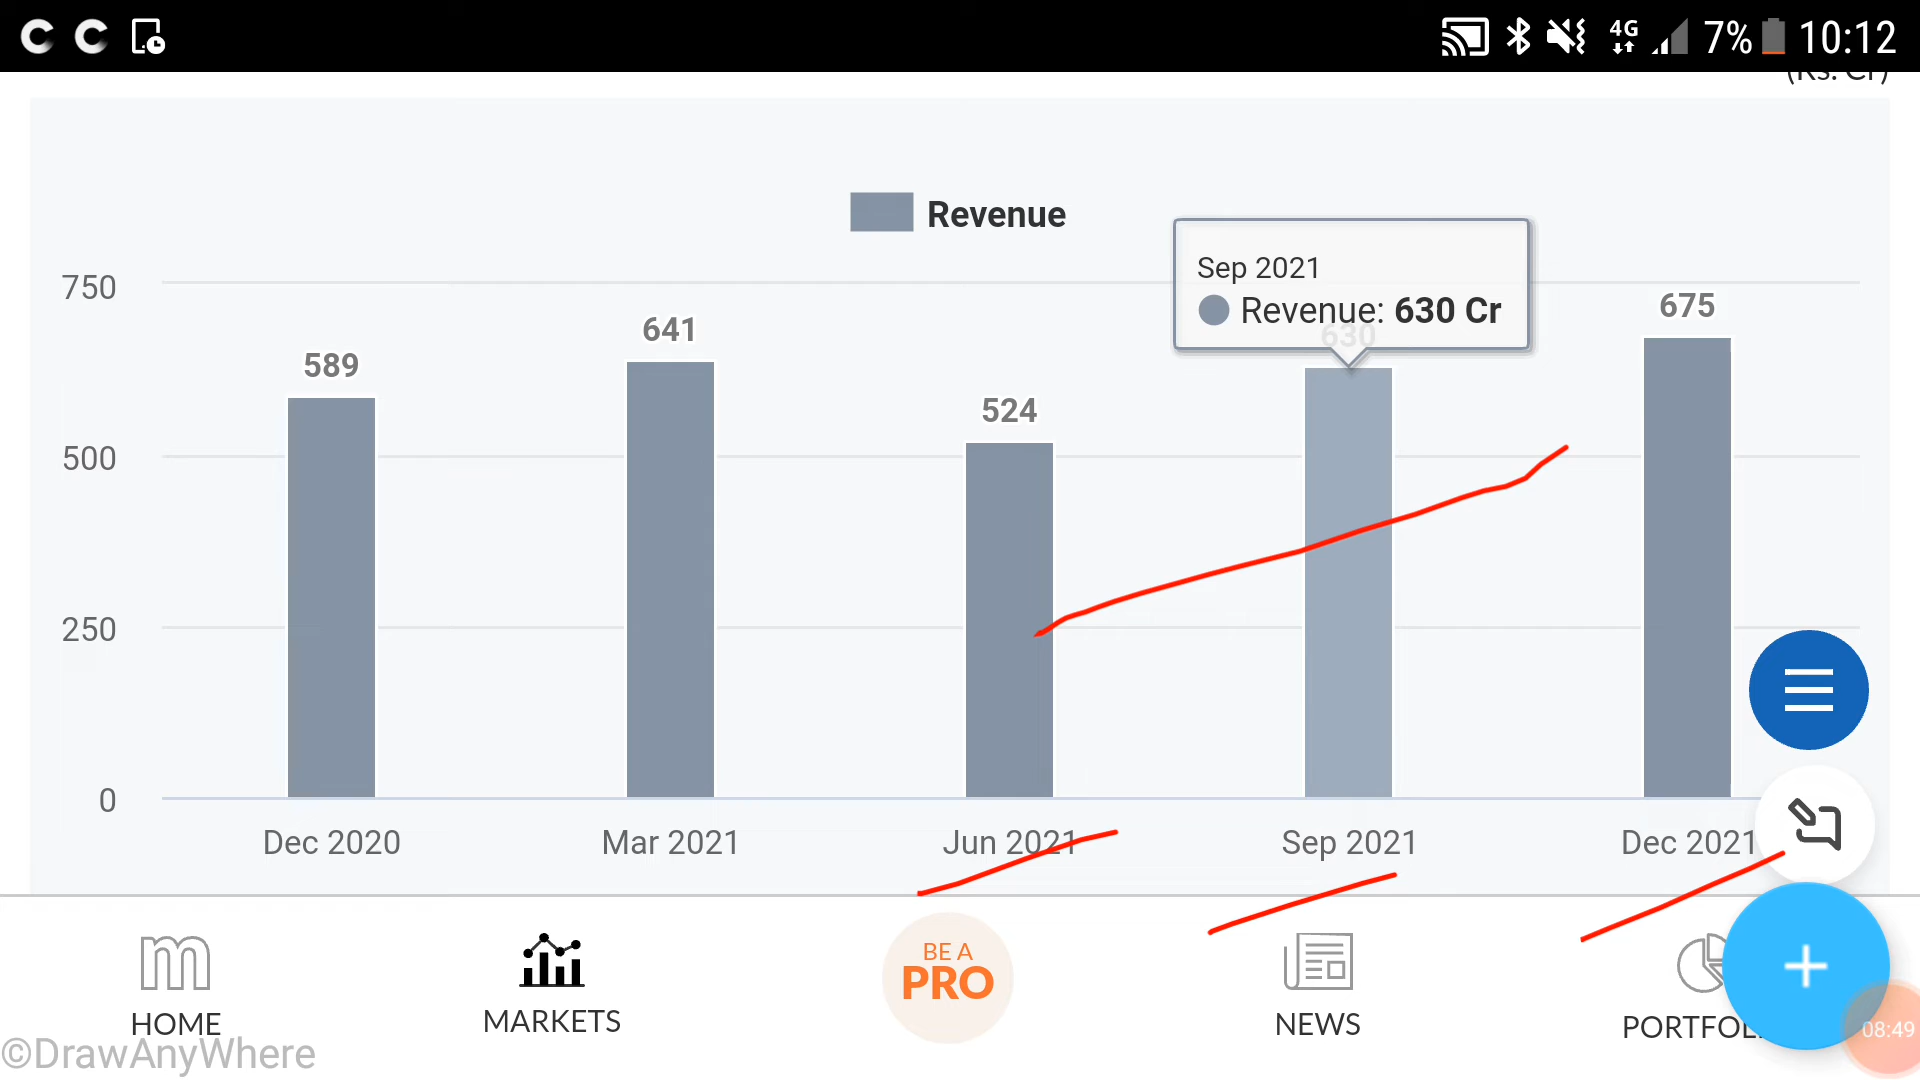 4G 7% 10:12
(Rs. Cr)
Revenue
Sep 2021
Revenue: 630 Cr
630
750
500
250
0
589
641
524
675
Dec 2020 Mar 2021 Jun 2021 Sep 2021 Dec 2021
BE A
PRO
HOME MARKETS NEWS PORTFOL
08:49
©DrawAnyWhere